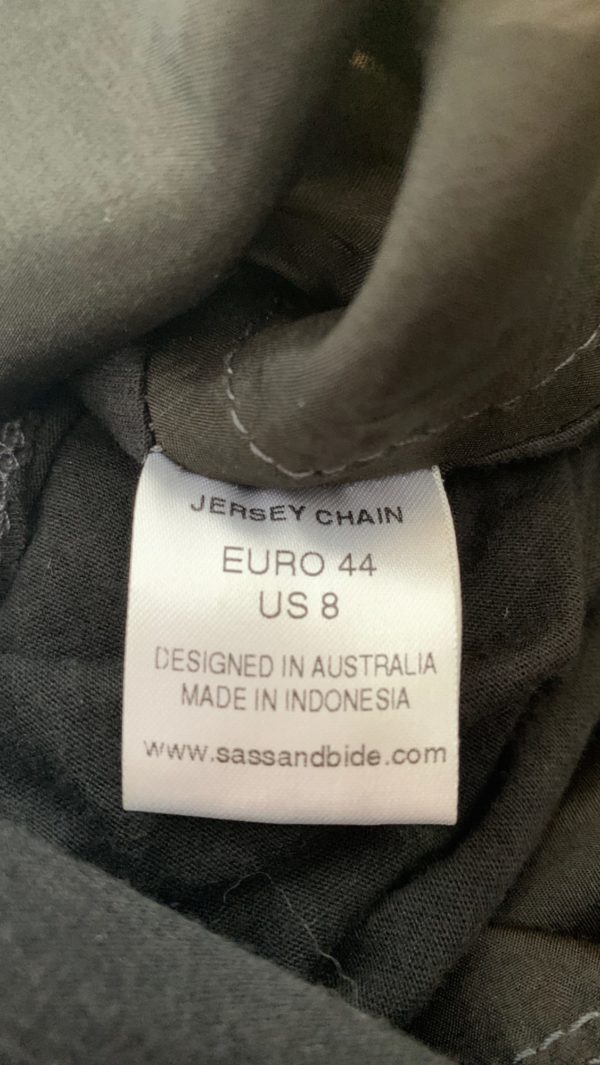 JERSEY CHAIN
EURO 44
US 8
DESIGNED IN AUSTRALIA
MADE IN INDONESIA
www.sassandbide.com